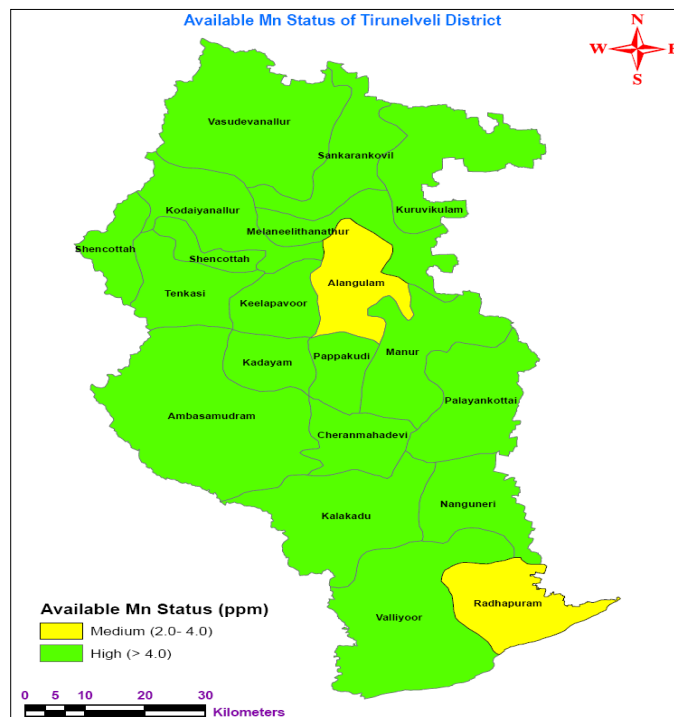 Available Mn Status of Tirunelveli District
N
W E
S
Vasudevanallur
Sankarankovil
Kuruvikulam
Kodaiyanallur
Melaneelithanathur
Shencottah
Shencottah
Alangulam
Tenkasi
Keelapavoor
Manur
Pappakudi
Kadayam
Palayankottai
Ambasamudram
Cheranmahadevi
Nanguneri
Kalakadu
Radhapuram
Valliyoor
Available Mn Status (ppm)
Medium (2.0- 4.0)
High (> 4.0)
0 5 10 20 30
Kilometers